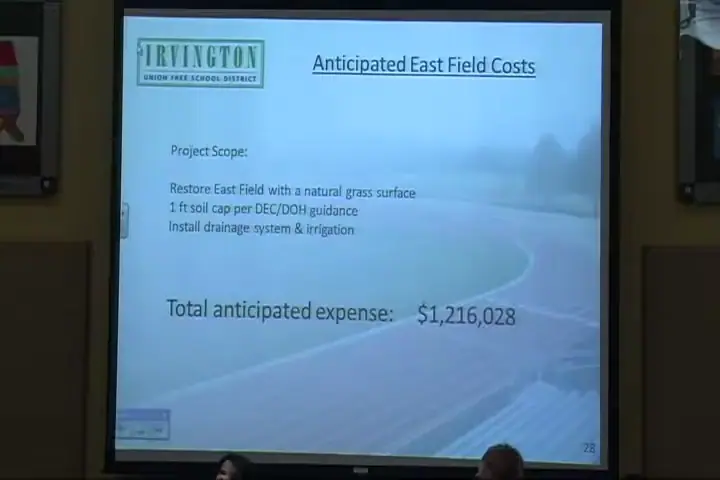 IRVINGTON
UNION FREE SCHOOL DISTRICT
Anticipated East Field Costs
Project Scope:
Restore East Field with a natural grass surface
1 ft soil cap per DEC/DOH guidance
Install drainage system & irrigation
Total anticipated expense: $1,216,028
28